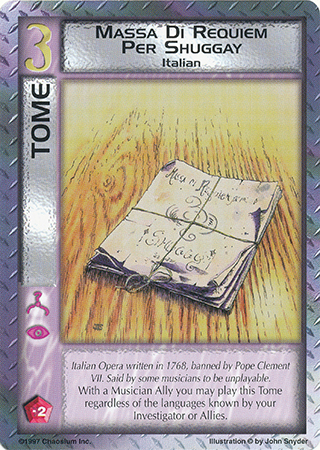 3
MASSA DI REQUIEM
PER SHUGGAY
Italian
TOME
SHUGGAY
Italian Opera written in 1768, banned by Pope Clement
VII. Said by some musicians to be unplayable.
With a Musician Ally you may play this Tome
regardless of the languages known by your
Investigator or Allies.
-2
©1997 Chaosium Inc.
Illustration © by John Snyder